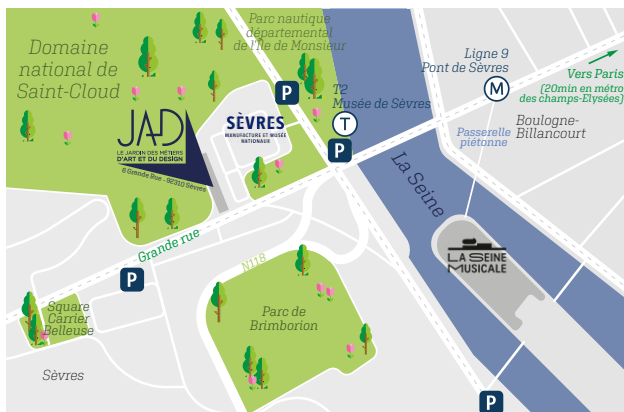 Domaine
national de
Saint-Cloud
Parc nautique
départemental
de l'Île de Monsieur
Ligne 9
Pont de Sèvres
M
Vers Paris
(20min en métro
des champs-Elysées)
P
T2
Musée de Sèvres
T
Boulogne-
Billancourt
Passerelle
piétonne
JAD
LE JARDIN DES MÉTIERS
D'ART ET DU DESIGN
6 Grande Rue - 92310 Sèvres
SÈVRES
MANUFACTURE ET MUSÉE
NATIONAUX
P
La Seine
Grande rue
N118
LA SEINE
MUSICALE
P
Square
Carrier
Belleuse
Parc de
Brimborion
Sèvres
P